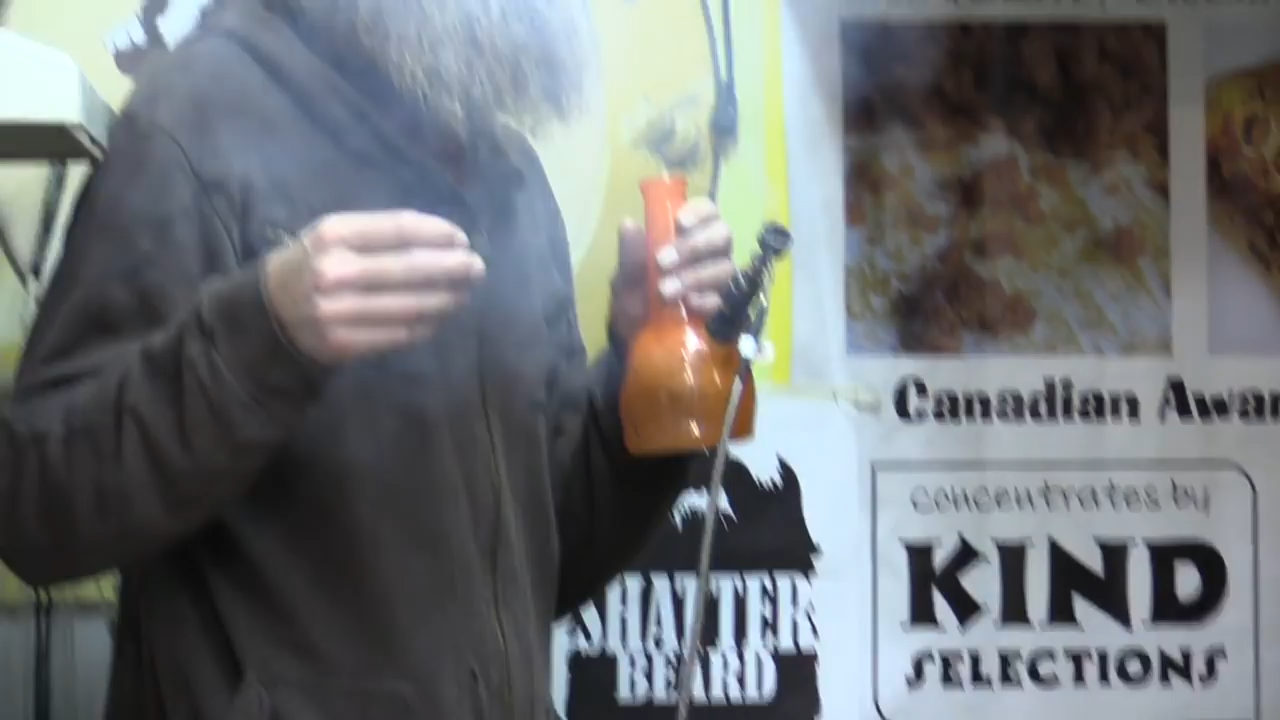 Canadian
concentrates by
KIND
SELECTIONS
SHATTER
BEARD